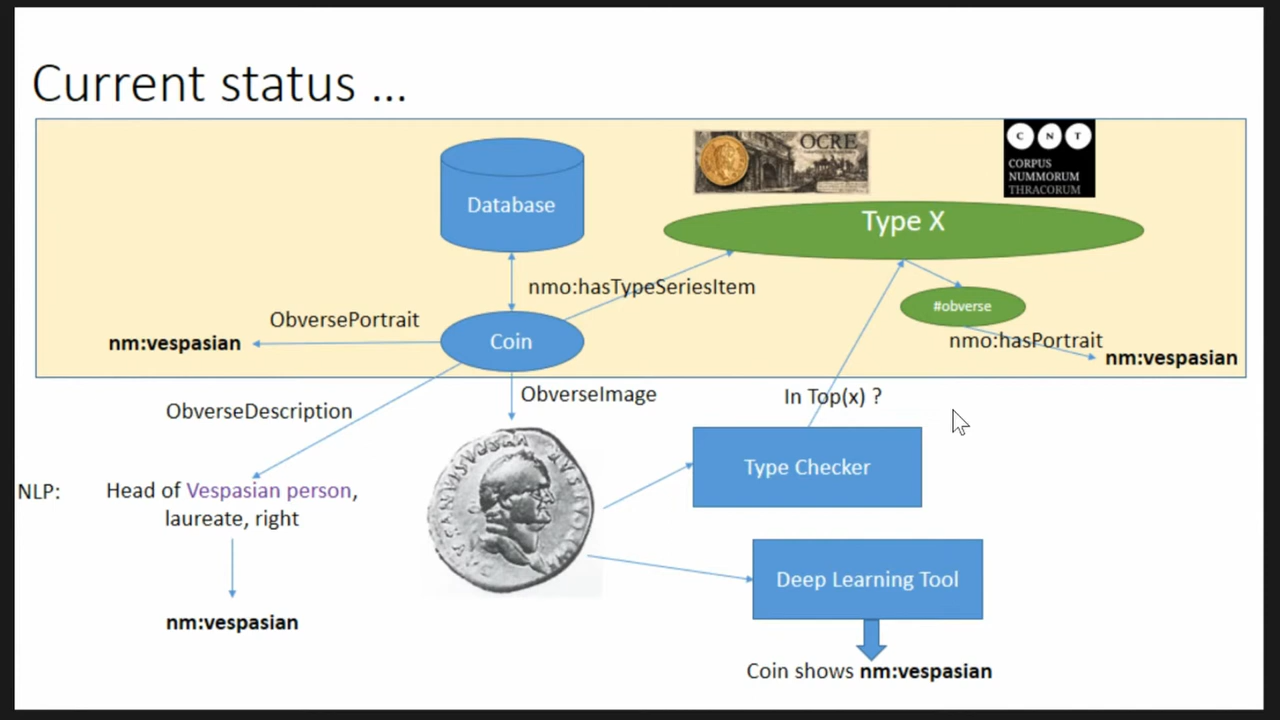 Current status ...
OCRE
C N T
CORPUS
NUMMORUM
THRACORUM
Database
Type X
nmo:hasTypeSeriesItem
#obverse
ObversePortrait
nm:vespasian
Coin
nmo:hasPortrait
nm:vespasian
ObverseImage
In Top(x) ?
ObverseDescription
Type Checker
NLP:
Head of Vespasian person,
laureate, right
Deep Learning Tool
nm:vespasian
Coin shows nm:vespasian